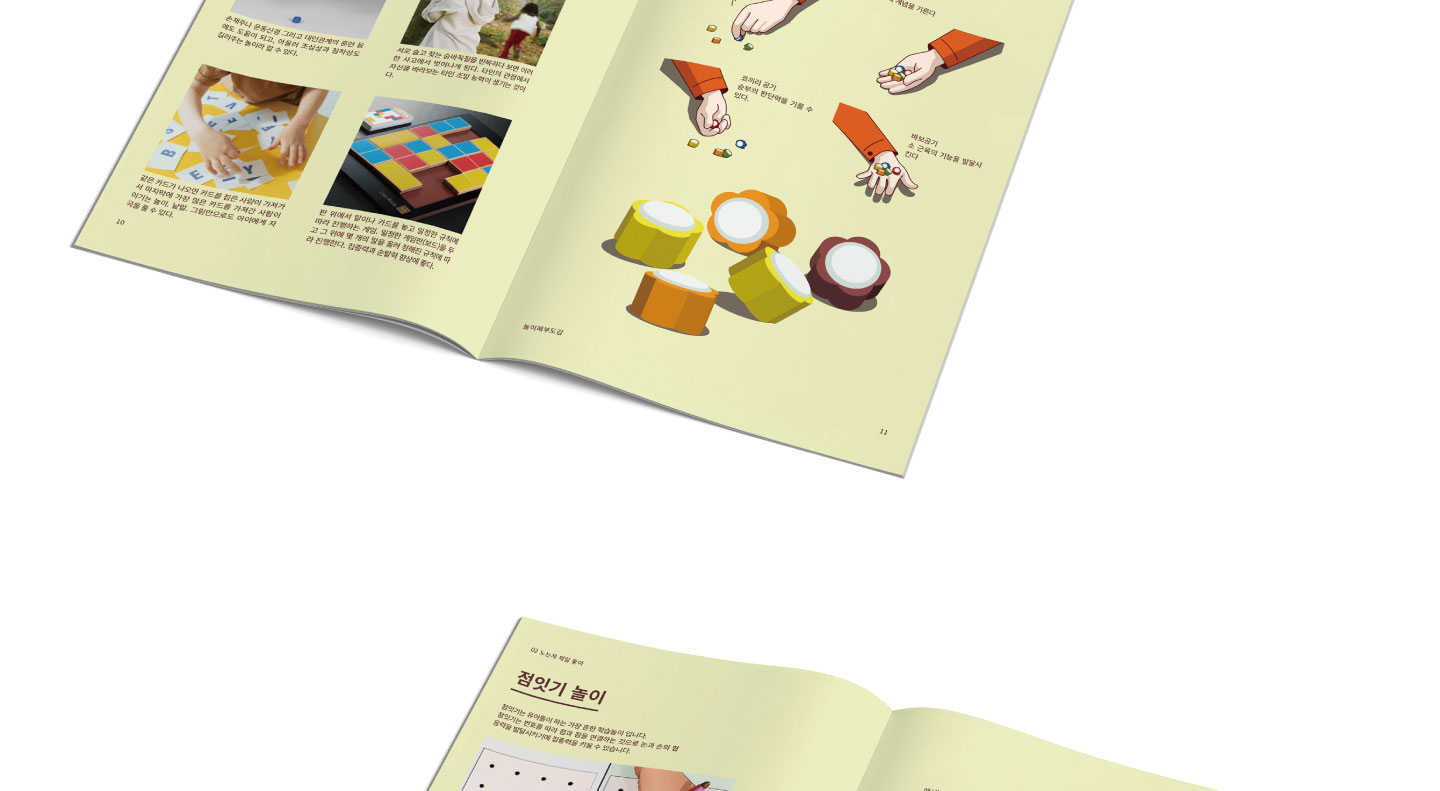 손재주나 운동신경 그리고 대인관계의 훈련 등
에도 도움이 되고, 아울러 조심성과 침착성도
길러주는 놀이라 할 수 있다.
서로 숨고 찾는 숨바꼭질을 반복하다 보면 이러
한 사고에서 벗어나게 된다. 타인의 관점에서
자신을 바라보는 타인 조망 능력이 생기는 것이
다.
같은 카드가 나오면 카드를 집은 사람이 가져가
서 마지막에 가장 많은 카드를 가져간 사람이
이기는 놀이. 낱말, 그림만으로도 아이에게 자
극을 줄 수 있다.
판 위에서 말이나 카드를 놓고 일정한 규칙에
따라 진행하는 게임. 일정한 게임판(보드)을 두
고 그 위에 몇 개의 말을 올려 정해진 규칙에 따
라 진행한다. 집중력과 순발력 향상에 좋다.
10
개념을 기른다
코끼리 공기
승부의 판단력을 기를 수
있다.
바보공기
소 근육의 기능을 발달시
킨다
놀이해부도감
11
02 노는게 제일 좋아
점잇기 놀이
점잇기는 유아들이 하는 가장 흔한 학습놀이 입니다.
점잇기는 번호를 따라 점과 점을 연결하는 것으로 눈과 손의 협
응력을 발달시키기에 집중력을 키울 수 있습니다.